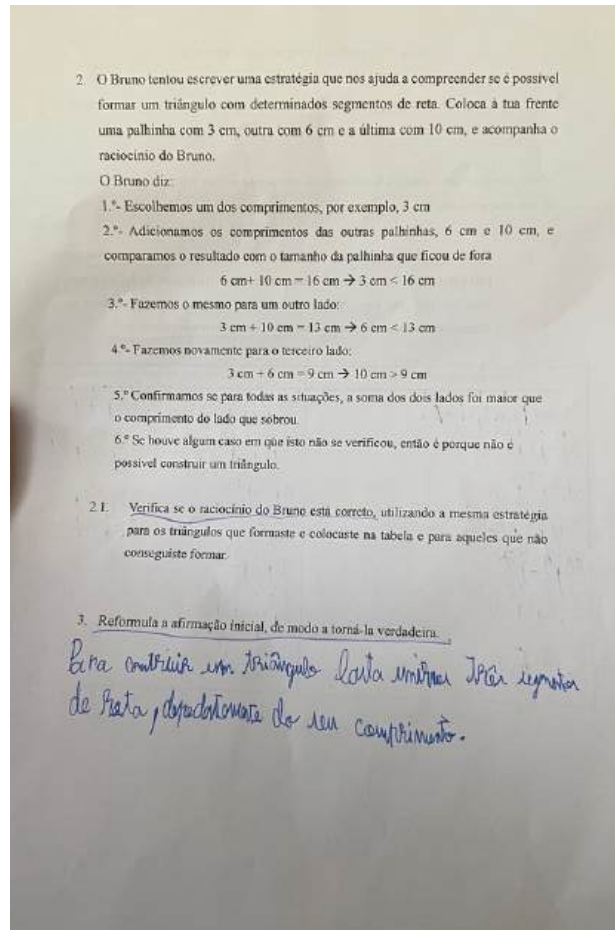 2. O Bruno tentou escrever uma estratégia que nos ajuda a compreender se é possível
formar um triângulo com determinados segmentos de reta. Coloca à tua frente
uma palhinha com 3 cm, outra com 6 cm e a última com 10 cm, e acompanha o
raciocínio do Bruno.
O Bruno diz:
1.º- Escolhemos um dos comprimentos, por exemplo, 3 cm
2.º- Adicionamos os comprimentos das outras palhinhas, 6 cm e 10 cm, e
comparamos o resultado com o tamanho da palhinha que ficou de fora
6 cm+ 10 cm = 16 cm → 3 cm < 16 cm
3.º- Fazemos o mesmo para um outro lado:
3 cm + 10 cm = 13 cm → 6 cm < 13 cm
4.º- Fazemos novamente para o terceiro lado:
3 cm + 6 cm = 9 cm → 10 cm > 9 cm
5.º Confirmamos se para todas as situações, a soma dos dois lados foi maior que
o comprimento do lado que sobrou.
6.º Se houve algum caso em que isto não se verificou, então é porque não é
possível construir um triângulo.
2.1. Verifica se o raciocínio do Bruno está correto, utilizando a mesma estratégia
para os triângulos que formaste e colocaste na tabela e para aqueles que não
conseguiste formar.
3. Reformula a afirmação inicial, de modo a torná-la verdadeira.
Para construir um triângulo basta unirmos três segmentos
de reta, do seu comprimento.